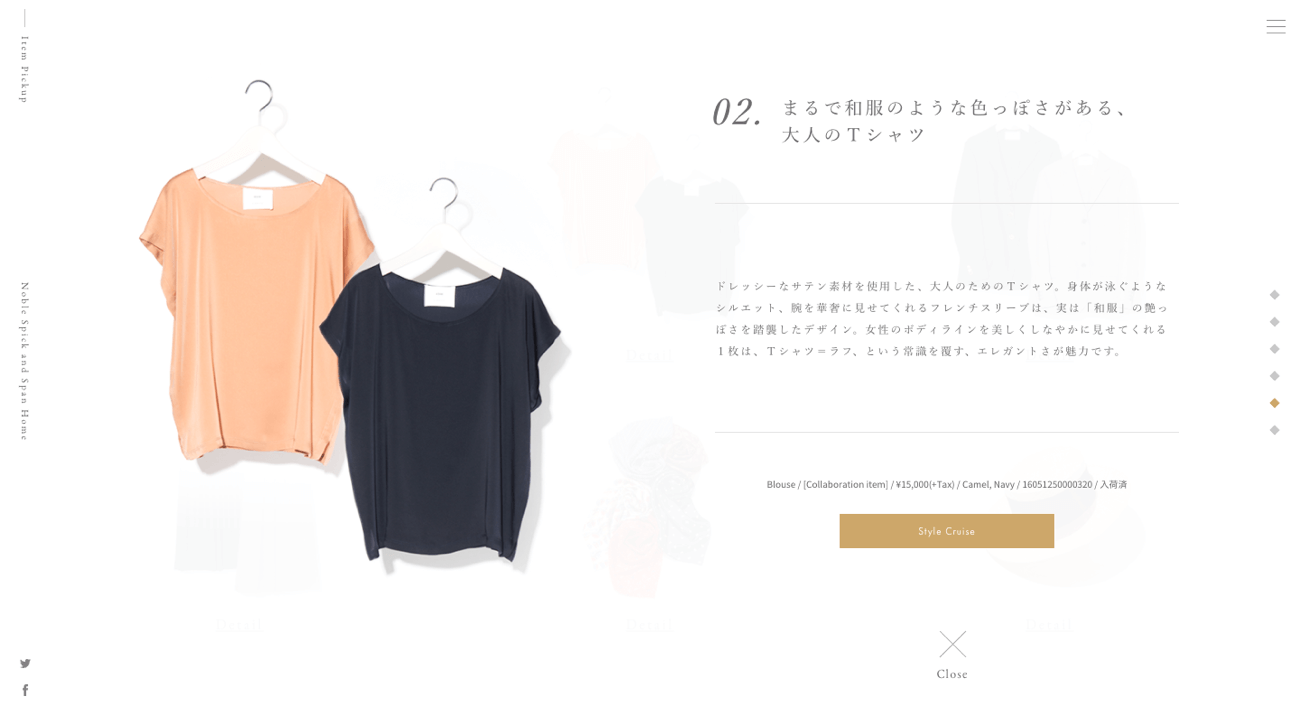 Item Pickup
Noble Spick and Span Home
02.
まるで和服のような色っぽさがある、
大人のＴシャツ
ドレッシーなサテン素材を使用した、大人のためのＴシャツ。身体が泳ぐような
シルエット、腕を華奢に見せてくれるフレンチスリーブは、実は「和服」の艶っ
ぽさを踏襲したデザイン。女性のボディラインを美しくしなやかに見せてくれる
１枚は、Ｔシャツ＝ラフ、という常識を覆す、エレガントさが魅力です。
Blouse / [Collaboration item] / ¥15,000(+Tax) / Camel, Navy / 16051250000320 / 入荷済
Style Cruise
Detail
Detail
Detail
Detail
Close